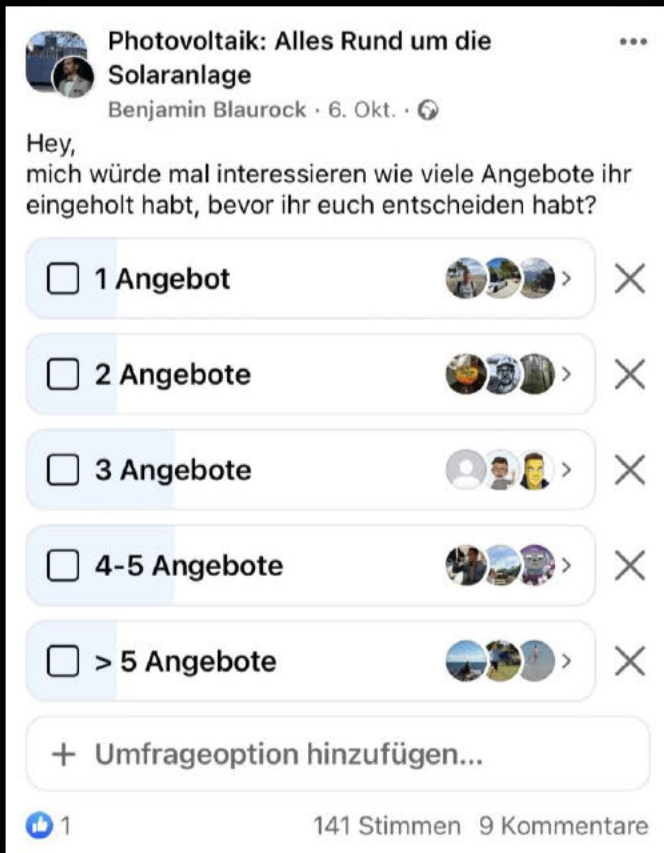 Photovoltaik: Alles Rund um die
Solaranlage
Benjamin Blaurock · 6. Okt. ·
Hey,
mich würde mal interessieren wie viele Angebote ihr
eingeholt habt, bevor ihr euch entscheiden habt?
1 Angebot
2 Angebote
3 Angebote
4-5 Angebote
> 5 Angebote
+ Umfrageoption hinzufügen...
1 141 Stimmen 9 Kommentare